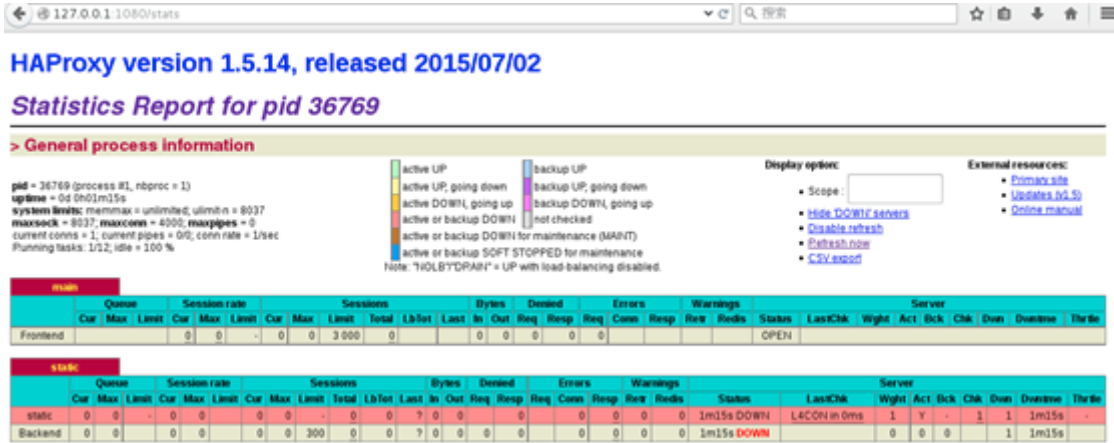 127.0.0.1:1080/stats
搜索
HAProxy version 1.5.14, released 2015/07/02
Statistics Report for pid 36769
> General process information
pid = 36769 (process #1, nbproc = 1)
uptime = 0d 0h01m15s
system limits: memmax = unlimited; ulimit-n = 8037
maxsock = 8037; maxconn = 4000; maxpipes = 0
current conns = 1; current pipes = 0/0; conn rate = 1/sec
Running tasks: 1/12; idle = 100 %
active UP
backup UP
active UP, going down
backup UP, going down
active DOWN, going up
backup DOWN, going up
active or backup DOWN
not checked
active or backup DOWN for maintenance (MAINT)
active or backup SOFT STOPPED for maintenance
Note: "NOLB"/"DRAIN" = UP with load-balancing disabled.
Display option:
Scope :
Hide 'DOWN' servers
Disable refresh
Refresh now
CSV export
External resources:
Primary site
Updates (v1.5)
Online manual
main
Queue Session rate Sessions Bytes Denied Errors Warnings Server
Cur Max Limit Cur Max Limit Cur Max Limit Total LbTot Last In Out Req Resp Req Conn Resp Retr Redis Status LastChk Wght Act Bck Chk Dwn Dwntme Thrtle
Frontend 0 0 - 0 0 3 000 0 0 0 0 0 0 OPEN
static
Queue Session rate Sessions Bytes Denied Errors Warnings Server
Cur Max Limit Cur Max Limit Cur Max Limit Total LbTot Last In Out Req Resp Req Conn Resp Retr Redis Status LastChk Wght Act Bck Chk Dwn Dwntme Thrtle
static 0 0 - 0 0 0 0 - 0 0 ? 0 0 0 0 0 0 0 1m15s DOWN L4CON in 0ms 1 Y - 1 1 1m15s -
Backend 0 0 0 0 0 0 300 0 0 ? 0 0 0 0 0 0 0 0 1m15s DOWN 0 0 0 1 1m15s